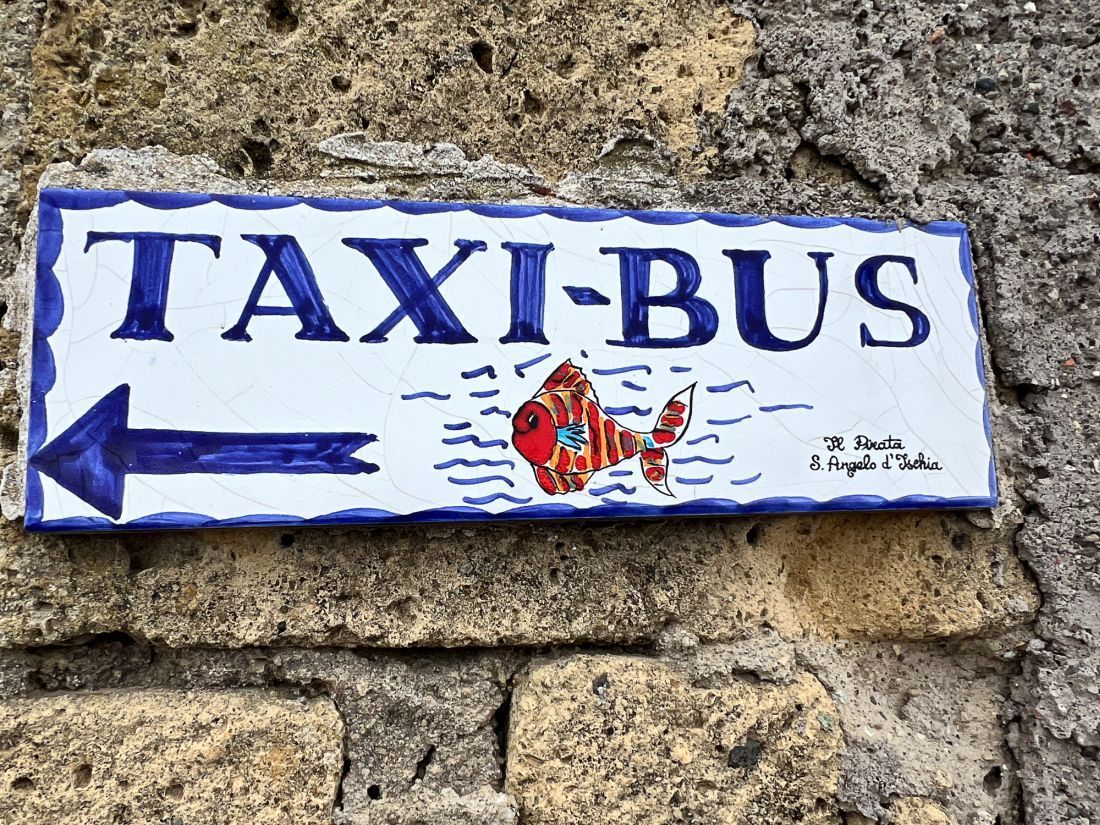 TAXI-BUS
Il Pirata
S. Angelo d'Ischia